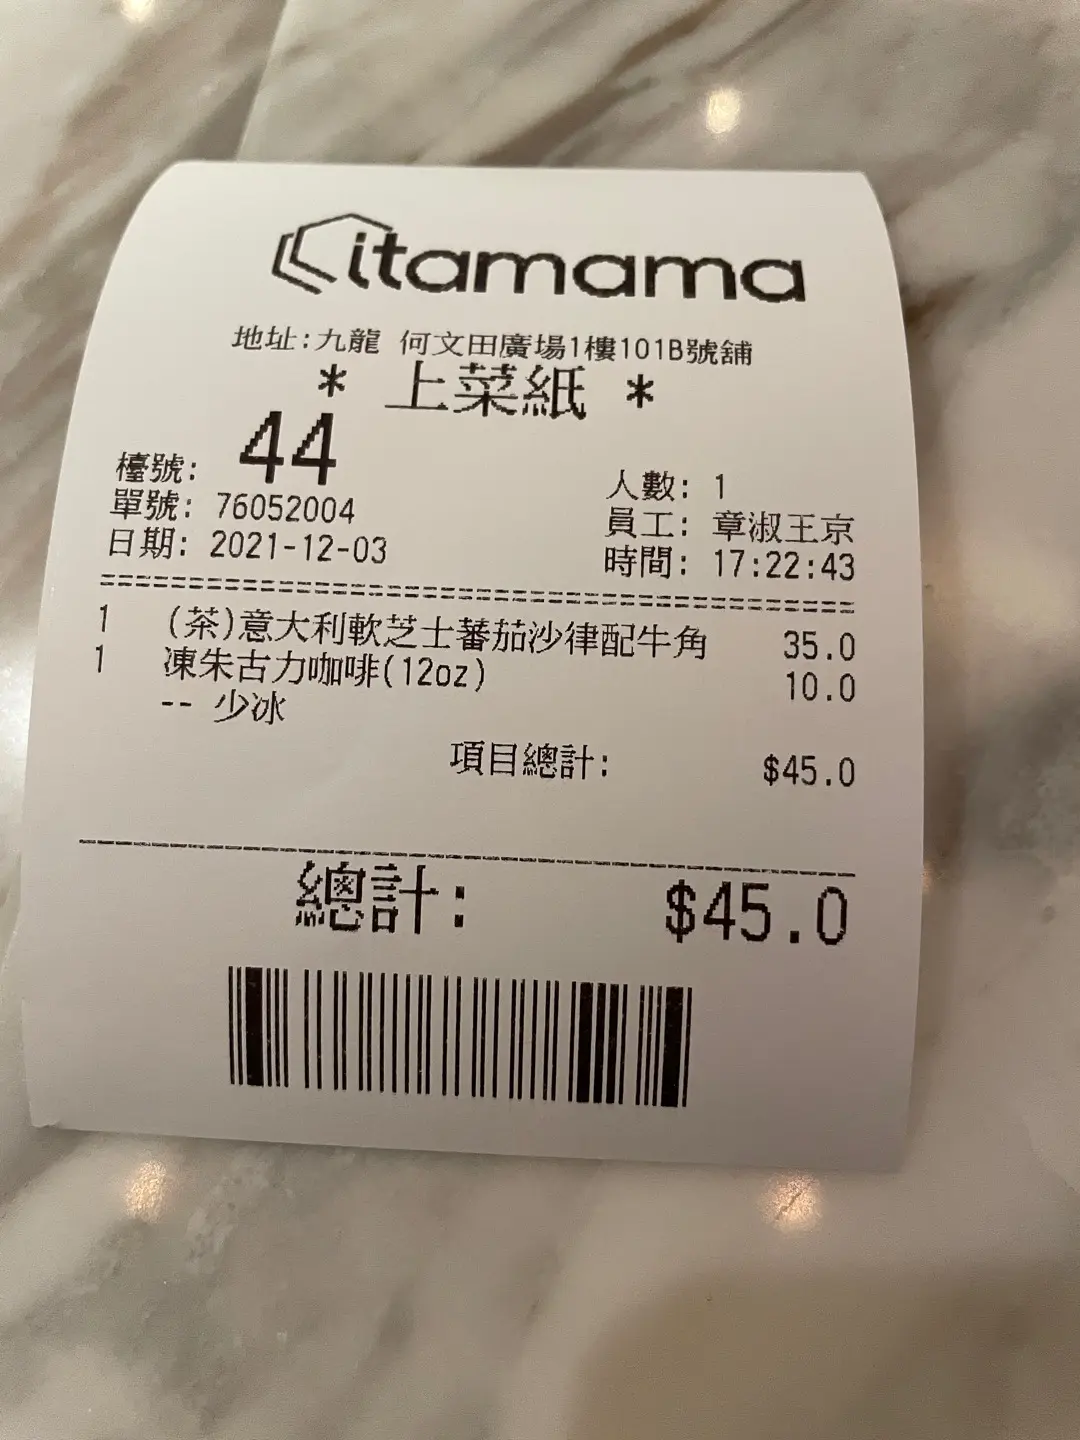 itamama
地址:九龍 何文田廣場1樓101B號舖
* 上菜紙 *
檯號: 44
人數: 1
單號: 76052004
員工: 章淑王京
日期: 2021-12-03
時間: 17:22:43
================================================
1 (茶)意大利軟芝士蕃茄沙律配牛角 35.0
1 凍朱古力咖啡(12oz) 10.0
-- 少冰
項目總計: $45.0
總計: $45.0